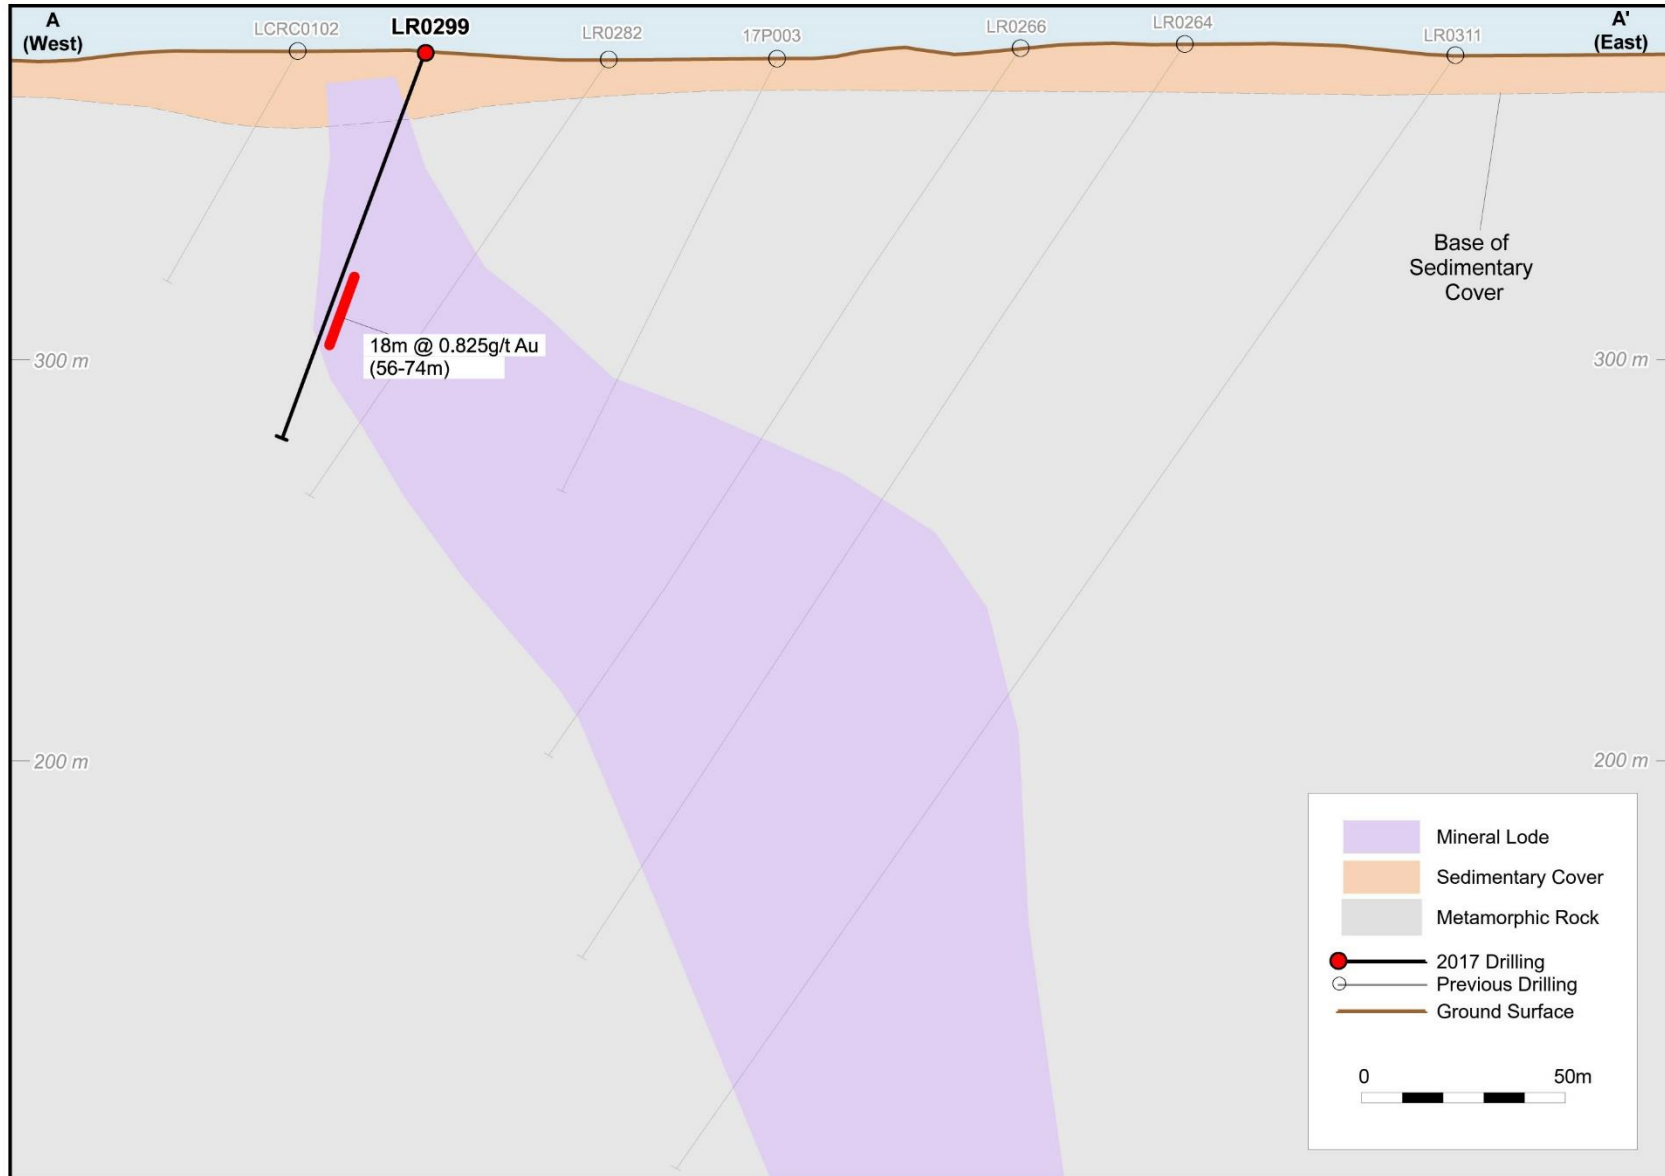 A
(West)
LCRC0102
LR0299
LR0282
17P003
LR0266
LR0264
LR0311
A'
(East)
Base of
Sedimentary
Cover
18m @ 0.825g/t Au
(56-74m)
300 m
300 m
200 m
200 m
Mineral Lode
Sedimentary Cover
Metamorphic Rock
2017 Drilling
Previous Drilling
Ground Surface
0 50m